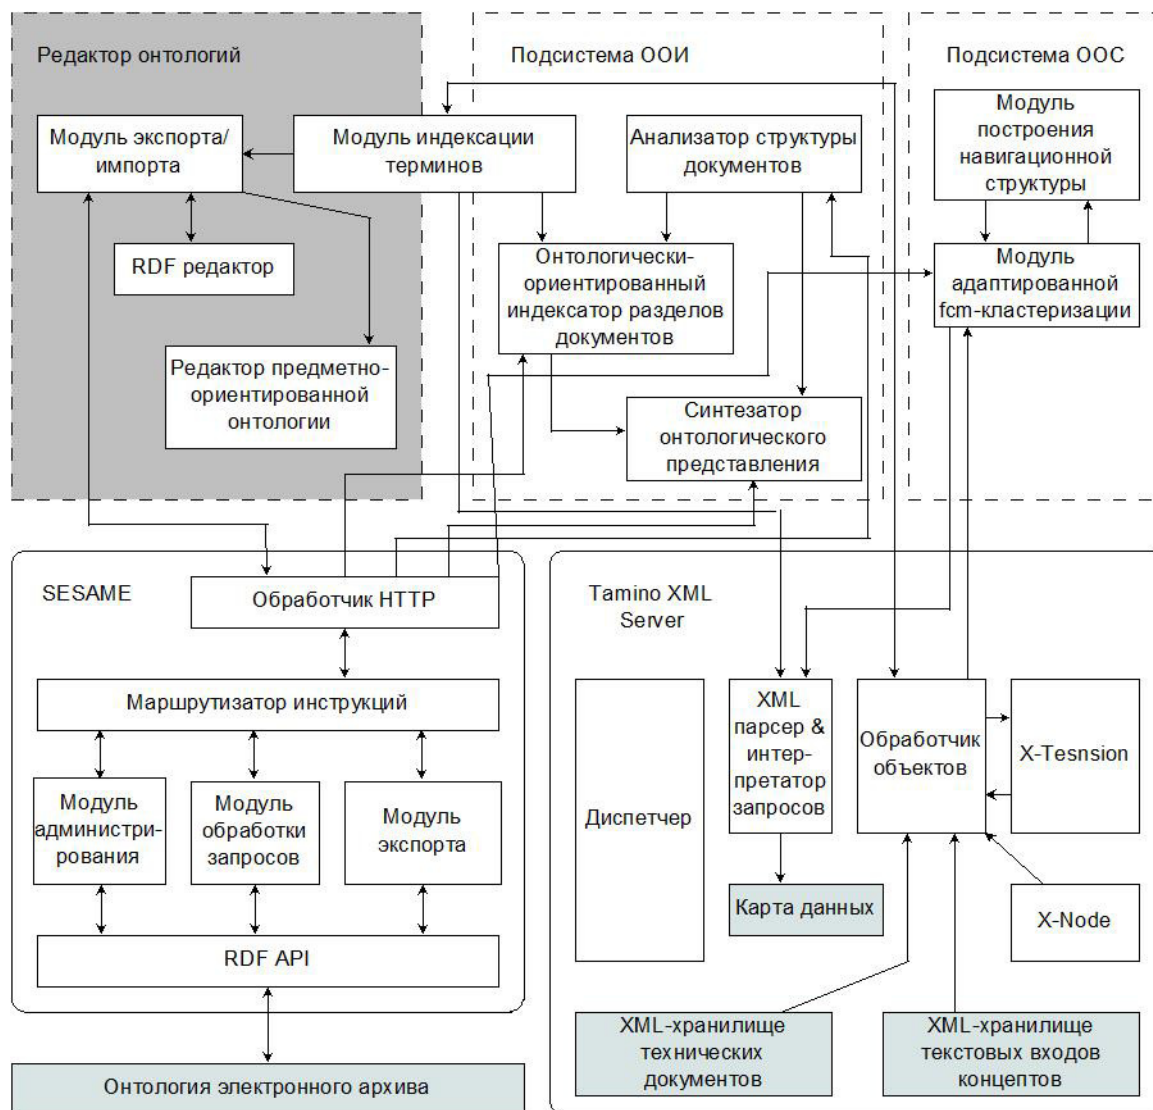 Редактор онтологий
Модуль экспорта/
импорта
RDF редактор
Редактор предметно-
ориентированной
онтологии
Подсистема ООИ
Модуль индексации
терминов
Анализатор структуры
документов
Онтологически-
ориентированный
индексатор разделов
документов
Синтезатор
онтологического
представления
Подсистема ООС
Модуль
построения
навигационной
структуры
Модуль
адаптированной
fcm-кластеризации
SESAME
Обработчик HTTP
Маршрутизатор инструкций
Модуль
администри-
рования
Модуль
обработки
запросов
Модуль
экспорта
RDF API
Онтология электронного архива
Tamino XML
Server
Диспетчер
XML
парсер &
интер-
претатор
запросов
Карта данных
Обработчик
объектов
X-Tesnsion
X-Node
XML-хранилище
технических
документов
XML-хранилище
текстовых входов
концептов